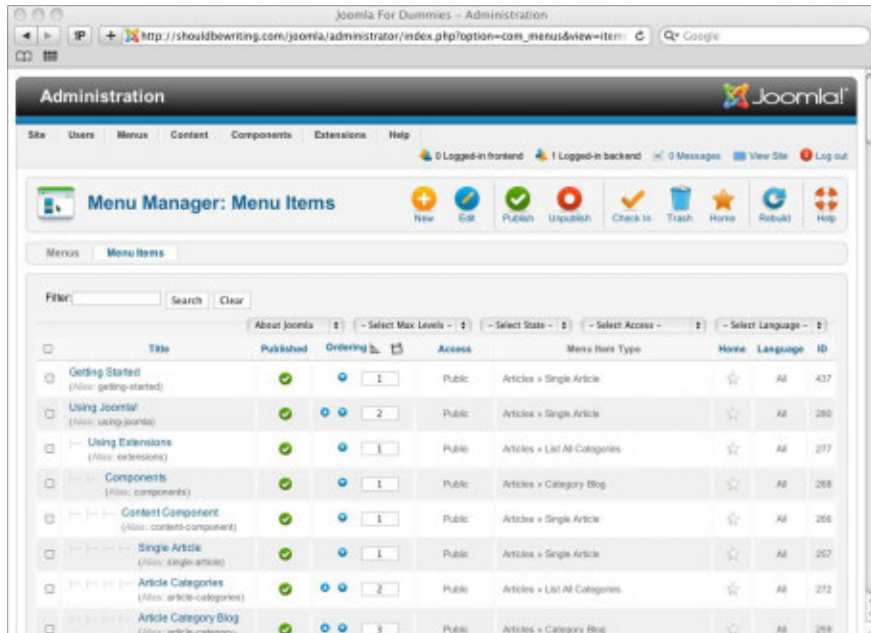 Joomla For Dummies – Administration
http://shouldbewriting.com/joomla/administrator/index.php?option=com_menus&view=item
Google
Administration
Joomla!
Site Users Menus Content Components Extensions Help
0 Logged-in frontend 1 Logged-in backend 0 Messages View Site Log out
Menu Manager: Menu Items
New Edit Publish Unpublish Check In Trash Home Rebuild Help
Menus Menu Items
Filter: Search Clear
About Joomla - Select Max Levels - - Select State - - Select Access - - Select Language -
Title Published Ordering Access Menu Item Type Home Language ID
Getting Started 1 Public Articles » Single Article All 437
(Alias: getting-started)
Using Joomla! 2 Public Articles » Single Article All 280
(Alias: using-joomla)
Using Extensions 1 Public Articles » List All Categories All 277
(Alias: extensions)
Components 1 Public Articles » Category Blog All 268
(Alias: components)
Content Component 1 Public Articles » Single Article All 266
(Alias: content-component)
Single Article 1 Public Articles » Single Article All 257
(Alias: single-article)
Article Categories 2 Public Articles » List All Categories All 272
(Alias: article-categories)
Article Category Blog 3 Public Articles » Category Blog All 259
(Alias: article-category-